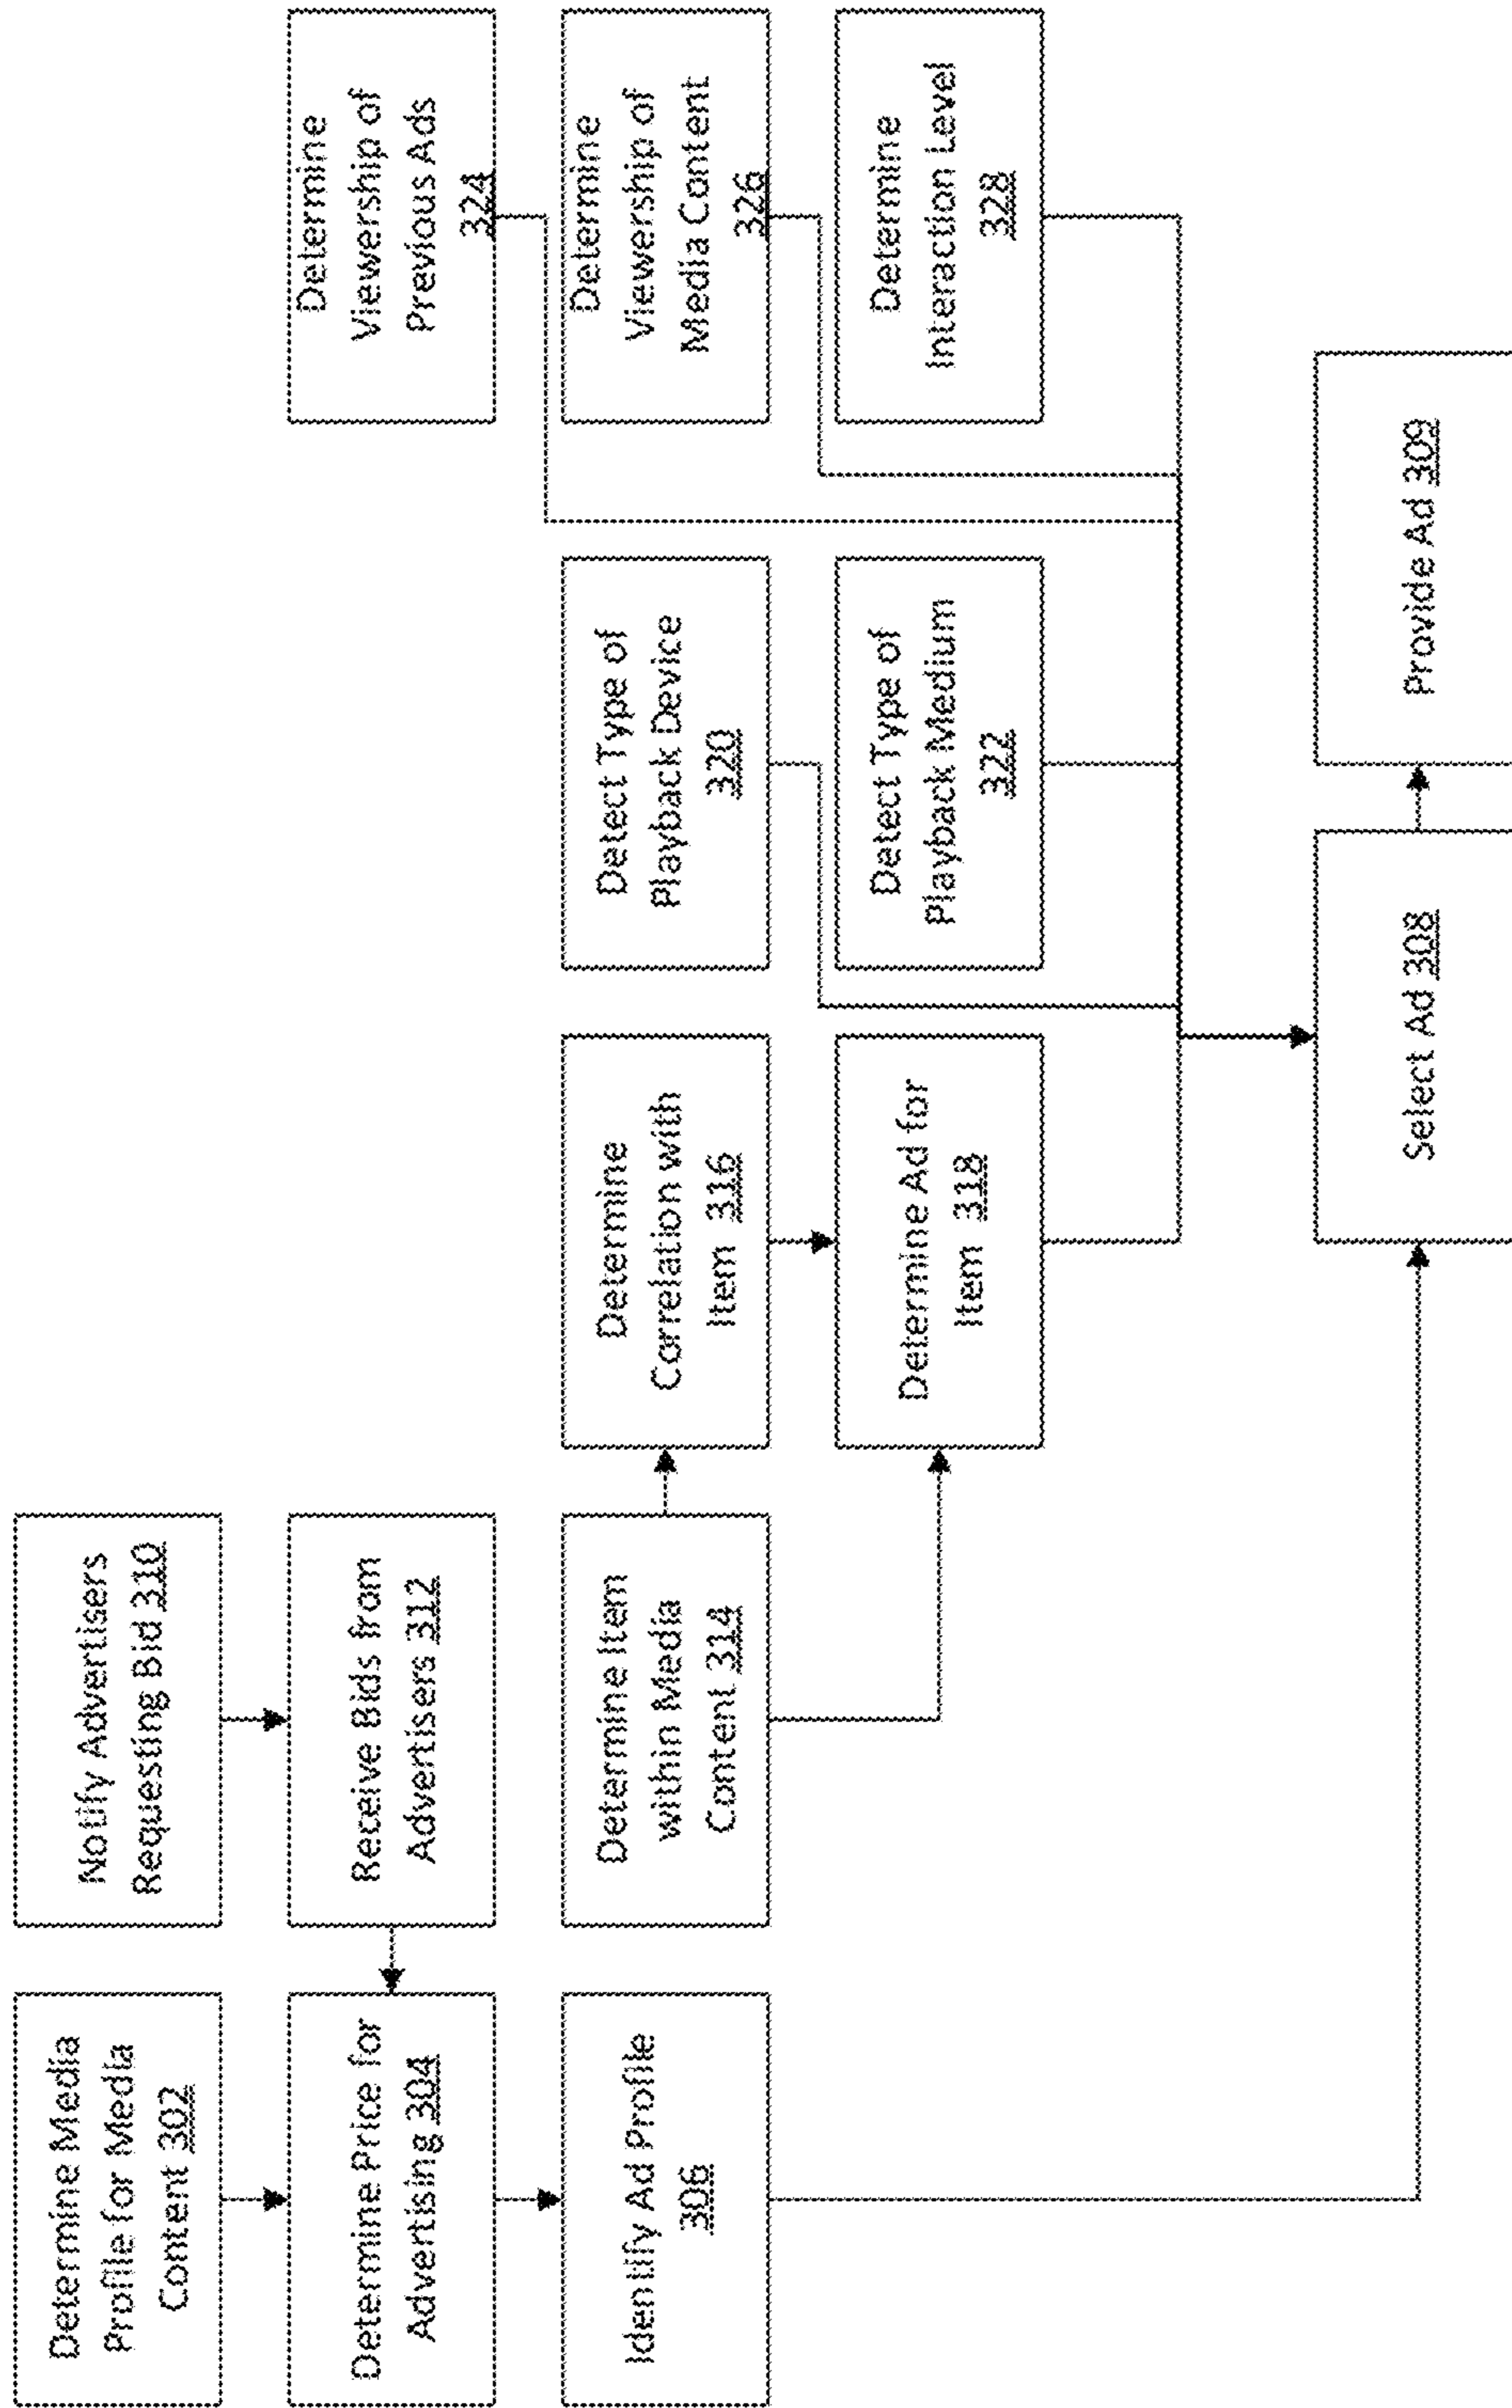 Determine Media
Profile for Media
Content 302
Notify Advertisers
Requesting Bid 310
Determine Price for
Advertising 304
Receive Bids from
Advertisers 312
Determine
Viewership of
Previous Ads
324
Identify Ad Profile
306
Determine Item
within Media
Content 314
Determine
Correlation with
Item 316
Detect Type of
Playback Device
320
Determine
Viewership of
Media Content
326
Determine Ad for
Item 318
Detect Type of
Playback Medium
322
Determine
Interaction Level
328
Select Ad 308
Provide Ad 309